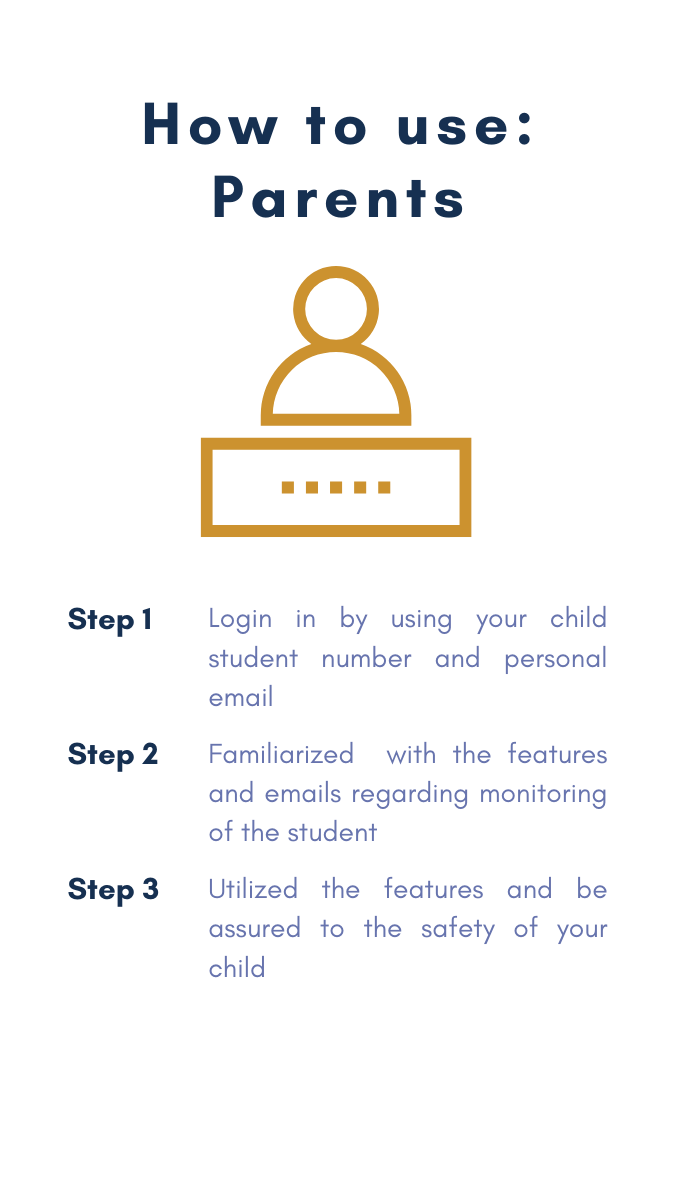 How to use:
Parents
Step 1
Login in by using your child
student number and personal
email
Step 2
Familiarized with the features
and emails regarding monitoring
of the student
Step 3
Utilized the features and be
assured to the safety of your
child